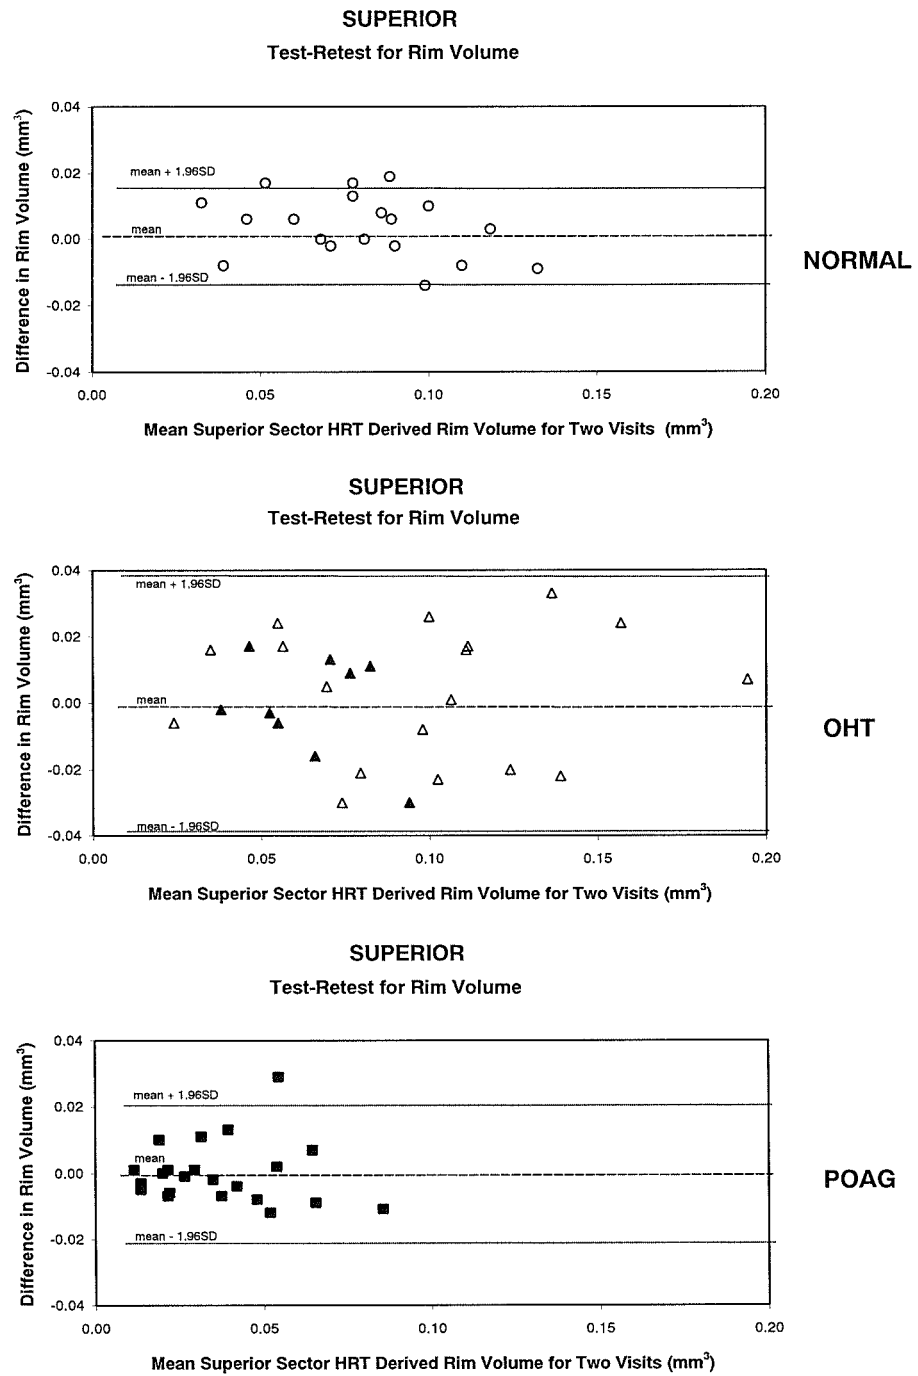 SUPERIOR
Test-Retest for Rim Volume
Difference in Rim Volume (mm³)
0.04
0.02
0.00
-0.02
-0.04
mean + 1.96SD
mean
mean - 1.96SD
NORMAL
0.00 0.05 0.10 0.15 0.20
Mean Superior Sector HRT Derived Rim Volume for Two Visits (mm³)
SUPERIOR
Test-Retest for Rim Volume
Difference in Rim Volume (mm³)
0.04
0.02
0.00
-0.02
-0.04
mean + 1.96SD
mean
mean - 1.96SD
OHT
0.00 0.05 0.10 0.15 0.20
Mean Superior Sector HRT Derived Rim Volume for Two Visits (mm³)
SUPERIOR
Test-Retest for Rim Volume
Difference in Rim Volume (mm³)
0.04
0.02
0.00
-0.02
-0.04
mean + 1.96SD
mean
mean - 1.96SD
POAG
0.00 0.05 0.10 0.15 0.20
Mean Superior Sector HRT Derived Rim Volume for Two Visits (mm³)